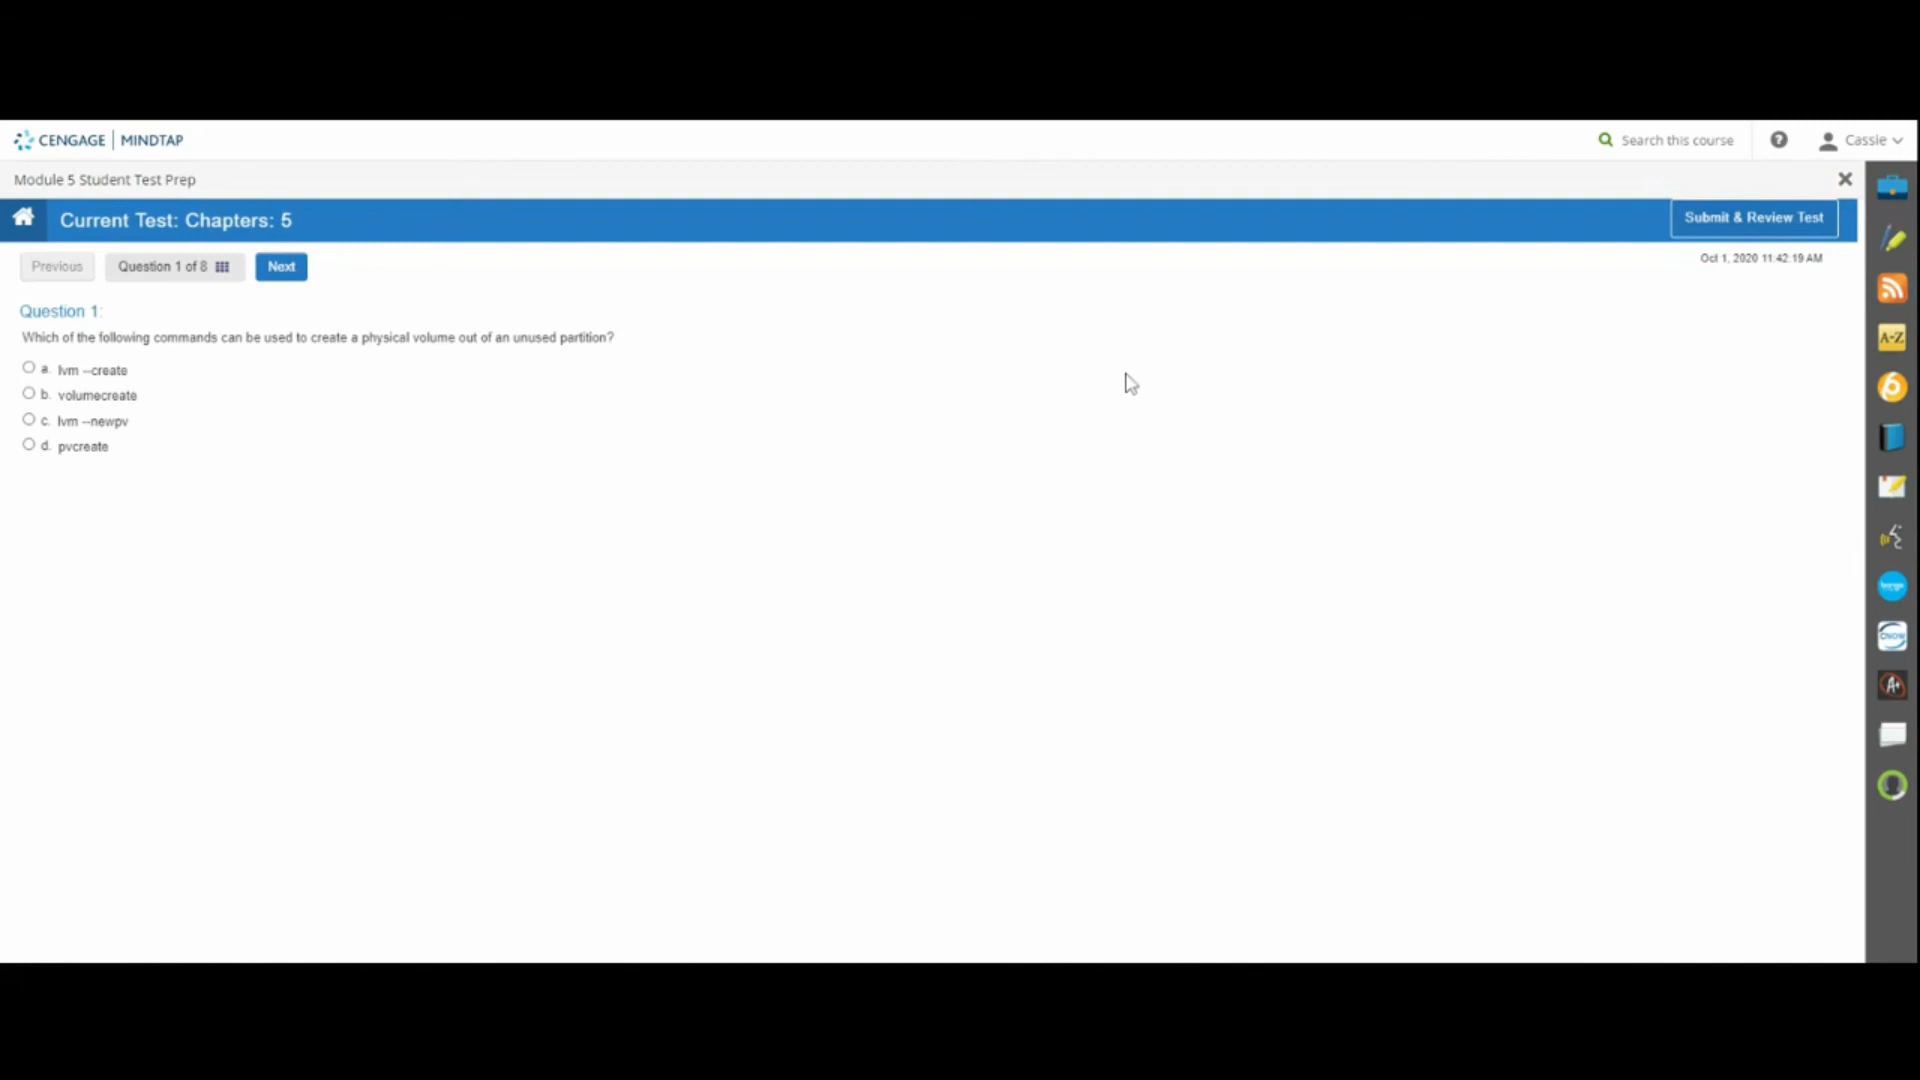 CENGAGE | MINDTAP
Search this course
Cassie
Module 5 Student Test Prep
Current Test: Chapters: 5
Submit & Review Test
Previous
Question 1 of 8
Next
Oct 1, 2020 11:42:19 AM
Question 1:
Which of the following commands can be used to create a physical volume out of an unused partition?
a. lvm --create
b. volumecreate
c. lvm --newpv
d. pvcreate
A-Z
CNOW
A+